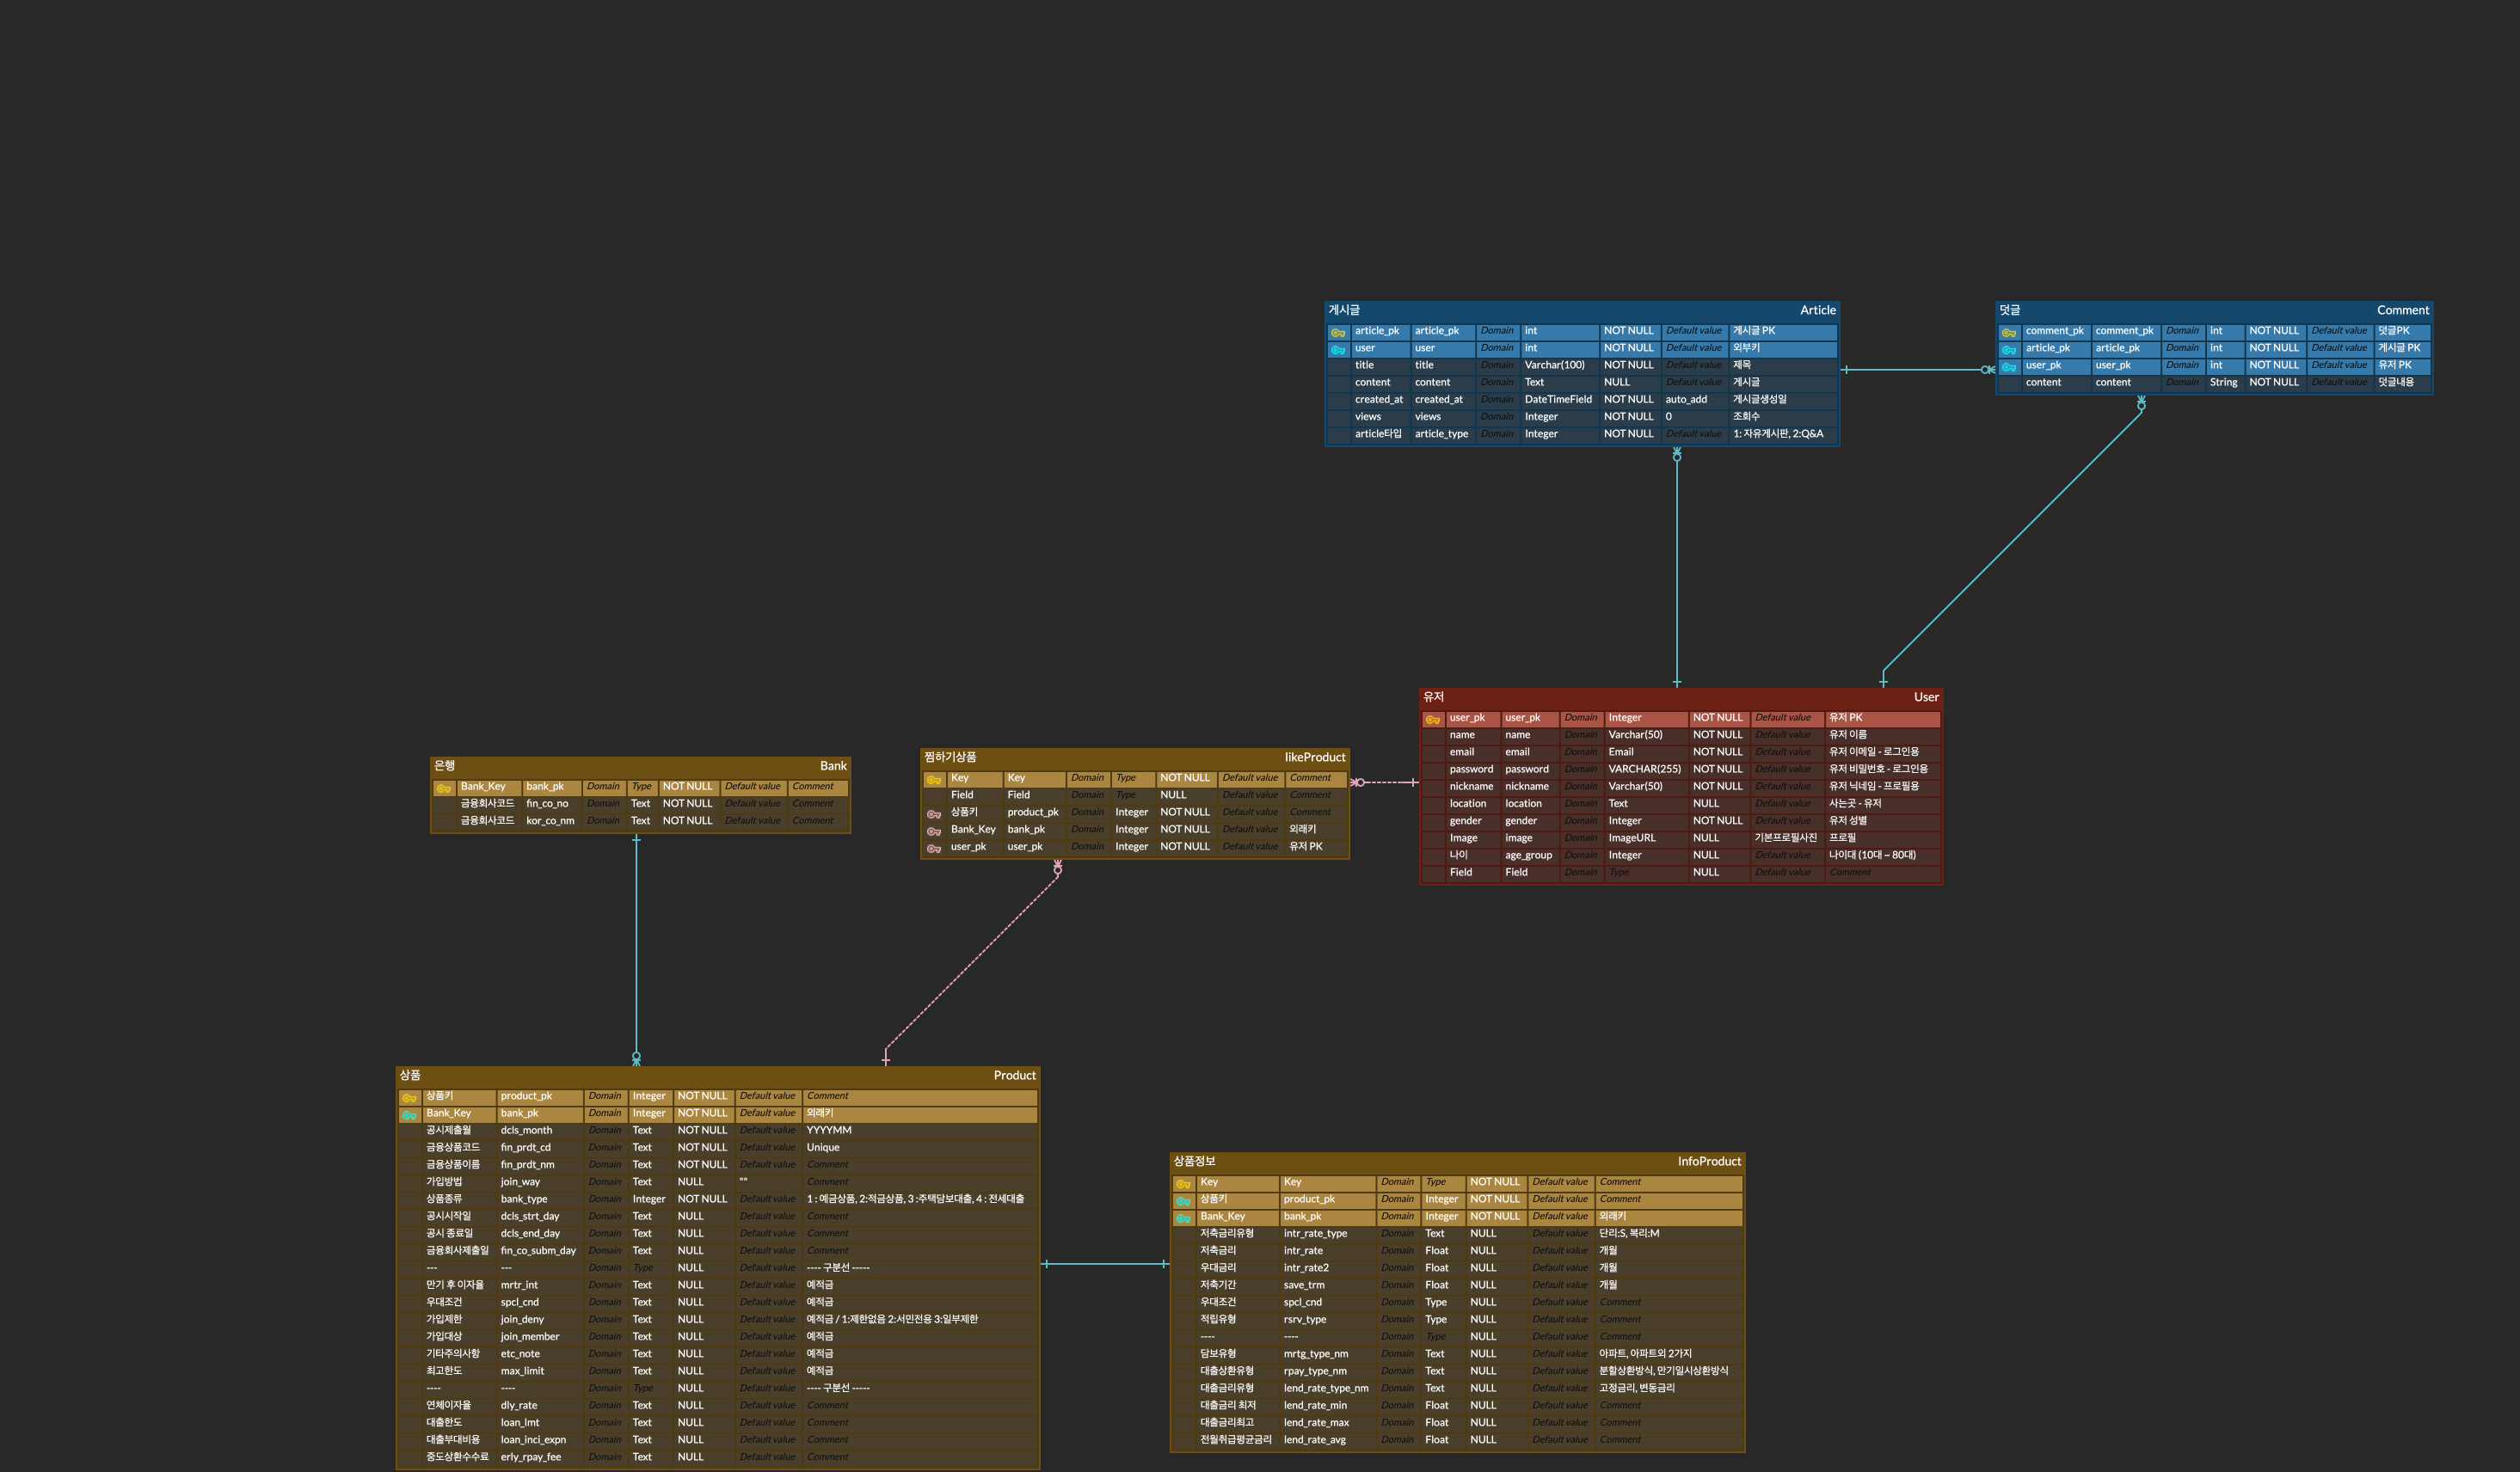 게시글 Article
article_pk article_pk Domain int NOT NULL Default value 게시글 PK
user user Domain int NOT NULL Default value 외부키
title title Domain Varchar(100) NOT NULL Default value 제목
content content Domain Text NULL Default value 게시글
created_at created_at Domain DateTimeField NOT NULL auto_add 게시글생성일
views views Domain Integer NOT NULL 0 조회수
article타입 article_type Domain Integer NOT NULL Default value 1: 자유게시판, 2:Q&A
덧글 Comment
comment_pk comment_pk Domain int NOT NULL Default value 덧글PK
article_pk article_pk Domain int NOT NULL Default value 게시글 PK
user_pk user_pk Domain int NOT NULL Default value 유저 PK
content content Domain String NOT NULL Default value 덧글내용
유저 User
user_pk user_pk Domain Integer NOT NULL Default value 유저 PK
name name Domain Varchar(50) NOT NULL Default value 유저 이름
email email Domain Email NOT NULL Default value 유저 이메일 - 로그인용
password password Domain VARCHAR(255) NOT NULL Default value 유저 비밀번호 - 로그인용
nickname nickname Domain Varchar(50) NOT NULL Default value 유저 닉네임 - 프로필용
location location Domain Text NULL Default value 사는곳 - 유저
gender gender Domain Integer NOT NULL Default value 유저 성별
Image image Domain ImageURL NULL 기본프로필사진 프로필
나이 age_group Domain Integer NULL Default value 나이대 (10대 ~ 80대)
Field Field Domain Type NULL Default value Comment
찜하기상품 likeProduct
Key Key Domain Type NOT NULL Default value Comment
Field Field Domain Type NULL Default value Comment
상품키 product_pk Domain Integer NOT NULL Default value Comment
Bank_Key bank_pk Domain Integer NOT NULL Default value 외래키
user_pk user_pk Domain Integer NOT NULL Default value 유저 PK
은행 Bank
Bank_Key bank_pk Domain Type NOT NULL Default value Comment
금융회사코드 fin_co_no Domain Text NOT NULL Default value Comment
금융회사코드 kor_co_nm Domain Text NOT NULL Default value Comment
상품 Product
상품키 product_pk Domain Integer NOT NULL Default value Comment
Bank_Key bank_pk Domain Integer NOT NULL Default value 외래키
공시제출월 dcls_month Domain Text NOT NULL Default value YYYYMM
금융상품코드 fin_prdt_cd Domain Text NOT NULL Default value Unique
금융상품이름 fin_prdt_nm Domain Text NOT NULL Default value Comment
가입방법 join_way Domain Text NULL "" Comment
상품종류 bank_type Domain Integer NOT NULL Default value 1 : 예금상품, 2:적금상품, 3 :주택담보대출, 4 : 전세대출
공시시작일 dcls_strt_day Domain Text NULL Default value Comment
공시 종료일 dcls_end_day Domain Text NULL Default value Comment
금융회사제출일 fin_co_subm_day Domain Text NULL Default value Comment
--- --- Domain Type NULL Default value ---- 구분선 -----
만기 후 이자율 mrtr_int Domain Text NULL Default value 예적금
우대조건 spcl_cnd Domain Text NULL Default value 예적금
가입제한 join_deny Domain Text NULL Default value 예적금 / 1:제한없음 2:서민전용 3:일부제한
가입대상 join_member Domain Text NULL Default value 예적금
기타주의사항 etc_note Domain Text NULL Default value 예적금
최고한도 max_limit Domain Text NULL Default value 예적금
---- ---- Domain Type NULL Default value ---- 구분선 -----
연체이자율 dly_rate Domain Text NULL Default value Comment
대출한도 loan_lmt Domain Text NULL Default value Comment
대출부대비용 loan_inci_expn Domain Text NULL Default value Comment
중도상환수수료 erly_rpay_fee Domain Text NULL Default value Comment
상품정보 InfoProduct
Key Key Domain Type NOT NULL Default value Comment
상품키 product_pk Domain Integer NOT NULL Default value Comment
Bank_Key bank_pk Domain Integer NOT NULL Default value 외래키
저축금리유형 intr_rate_type Domain Text NULL Default value 단리:S, 복리:M
저축금리 intr_rate Domain Float NULL Default value 개월
우대금리 intr_rate2 Domain Float NULL Default value 개월
저축기간 save_trm Domain Float NULL Default value 개월
우대조건 spcl_cnd Domain Type NULL Default value Comment
적립유형 rsrv_type Domain Type NULL Default value Comment
---- ---- Domain Type NULL Default value Comment
담보유형 mrtg_type_nm Domain Text NULL Default value 아파트, 아파트외 2가지
대출상환유형 rpay_type_nm Domain Text NULL Default value 분할상환방식, 만기일시상환방식
대출금리유형 lend_rate_type_nm Domain Text NULL Default value 고정금리, 변동금리
대출금리 최저 lend_rate_min Domain Float NULL Default value Comment
대출금리최고 lend_rate_max Domain Float NULL Default value Comment
전월취급평균금리 lend_rate_avg Domain Float NULL Default value Comment